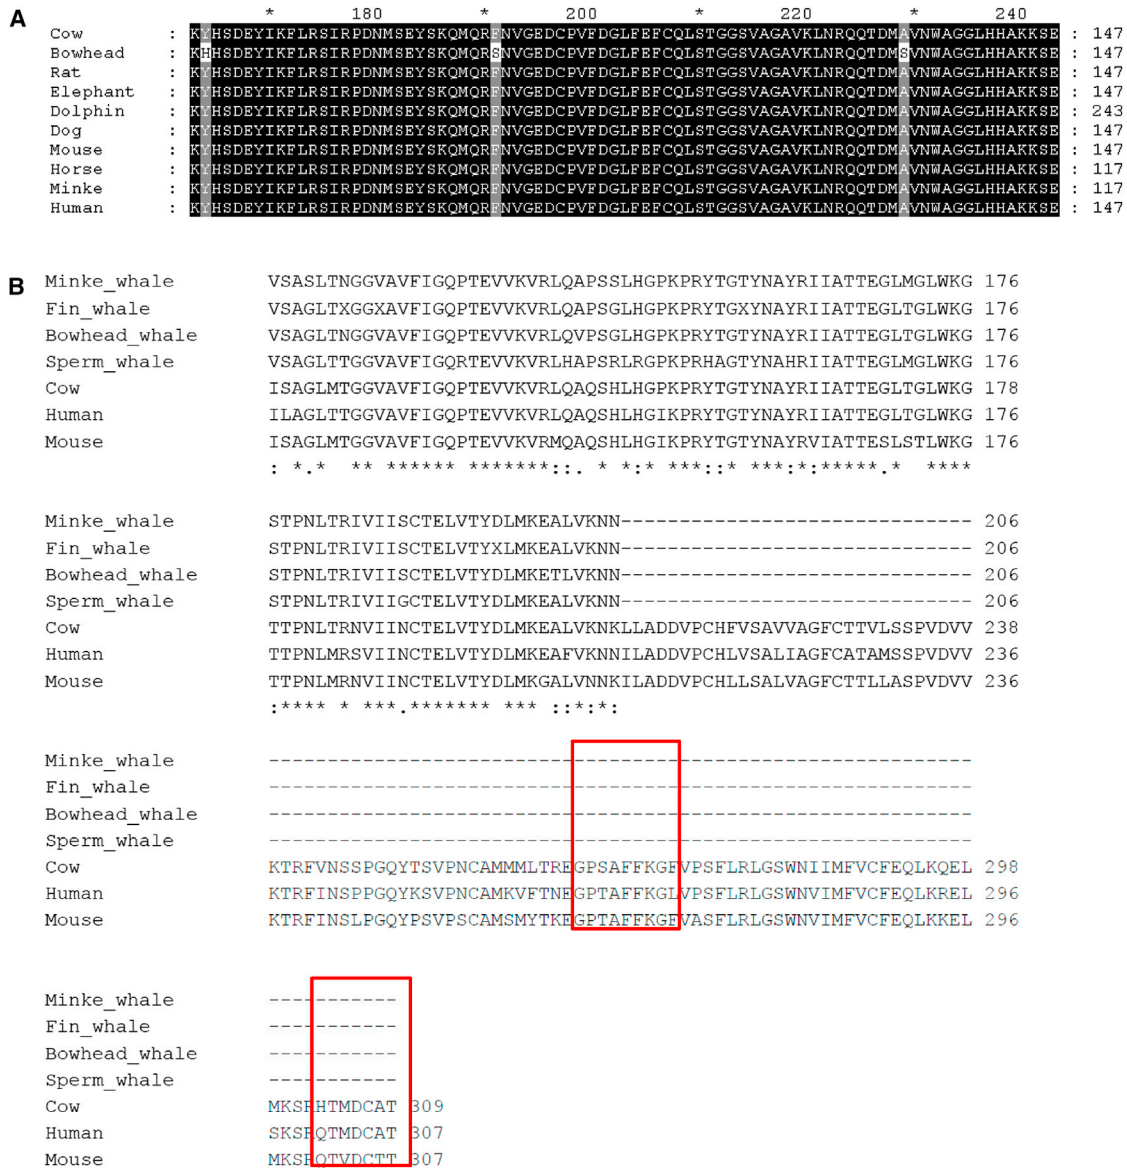 A
* 180 * 200 * 220 * 240
Cow : KYHSDEYIKFLRSIRPDNMSEYSKQMQRFNVGEDCPVFDGLFEFCQLSTGGSVAGAVKLNRQQTDMAVNWAGGLHHAKKSE : 147
Bowhead : KHHSDEYIKFLRSIRPDNMSEYSKQMQRSNVGEDCPVFDGLFEFCQLSTGGSVAGAVKLNRQQTDMSVNWAGGLHHAKKSE : 147
Rat : KYHSDEYIKFLRSIRPDNMSEYSKQMQRFNVGEDCPVFDGLFEFCQLSTGGSVAGAVKLNRQQTDMAVNWAGGLHHAKKSE : 147
Elephant : KYHSDEYIKFLRSIRPDNMSEYSKQMQRFNVGEDCPVFDGLFEFCQLSTGGSVAGAVKLNRQQTDMAVNWAGGLHHAKKSE : 147
Dolphin : KYHSDEYIKFLRSIRPDNMSEYSKQMQRFNVGEDCPVFDGLFEFCQLSTGGSVAGAVKLNRQQTDMAVNWAGGLHHAKKSE : 243
Dog : KYHSDEYIKFLRSIRPDNMSEYSKQMQRFNVGEDCPVFDGLFEFCQLSTGGSVAGAVKLNRQQTDMAVNWAGGLHHAKKSE : 147
Mouse : KYHSDEYIKFLRSIRPDNMSEYSKQMQRFNVGEDCPVFDGLFEFCQLSTGGSVAGAVKLNRQQTDMAVNWAGGLHHAKKSE : 147
Horse : KYHSDEYIKFLRSIRPDNMSEYSKQMQRFNVGEDCPVFDGLFEFCQLSTGGSVAGAVKLNRQQTDMAVNWAGGLHHAKKSE : 117
Minke : KYHSDEYIKFLRSIRPDNMSEYSKQMQRFNVGEDCPVFDGLFEFCQLSTGGSVAGAVKLNRQQTDMAVNWAGGLHHAKKSE : 117
Human : KYHSDEYIKFLRSIRPDNMSEYSKQMQRFNVGEDCPVFDGLFEFCQLSTGGSVAGAVKLNRQQTDMAVNWAGGLHHAKKSE : 147
B
Minke_whale VSASLTNGGVAVFIGQPTEVVKVRLQAPSSLHGPKPRYTGTYNAYRIIATTEGLMGLWKG 176
Fin_whale VSAGLTXGGXAVFIGQPTEVVKVRLQAPSGLHGPKPRYTGXYNAYRIIATTEGLTGLWKG 176
Bowhead_whale VSAGLTNGGVAVFIGQPTEVVKVRLQVPSGLHGPKPRYTGTYNAYRIIATTEGLTGLWKG 176
Sperm_whale VSAGLTTGGVAVFIGQRTEVVKVRLHAPSRLRGPKPRHAGTYNAHRIIATTEGLMGLWKG 176
Cow ISAGLMTGGVAVFIGQPTEVVKVRLQAQSHLHGPKPRYTGTYNAYRIIATTEGLTGLWKG 178
Human ILAGLTTGGVAVFIGQPTEVVKVRLQAQSHLHGIKPRYTGTYNAYRIIATTEGLTGLWKG 176
Mouse ISAGLMTGGVAVFIGQPTEVVKVRMQAQSHLHGIKPRYTGTYNAYRVIATTESLSTLWKG 176
: *.*  ** ****** *******::. * *:* ***::* ***:*:*****.*  ****
Minke_whale STPNLTRIVIISCTELVTYDLMKEALVKNN------------------------------ 206
Fin_whale STPNLTRIVIISCTELVTYXLMKEALVKNN------------------------------ 206
Bowhead_whale STPNLTRIVIISCTELVTYDLMKETLVKNN------------------------------ 206
Sperm_whale STPNLTRIVIIGCTELVTYDLMKEALVKNN------------------------------ 206
Cow TTPNLTRNVIINCTELVTYDLMKEALVKNKLLADDVPCHFVSAVVAGFCTTVLSSPVDVV 238
Human TTPNLMRSVIINCTELVTYDLMKEAFVKNNILADDVPCHLVSALIAGFCATAMSSPVDVV 236
Mouse TTPNLMRNVIINCTELVTYDLMKGALVNNKILADDVPCHLLSALVAGFCTTLLASPVDVV 236
:**** * ***.******* *** ::*:*:
Minke_whale ------------------------------------------------------------
Fin_whale ------------------------------------------------------------
Bowhead_whale ------------------------------------------------------------
Sperm_whale ------------------------------------------------------------
Cow KTRFVNSSPGQYTSVPNCAMMMLTREGPSAFFKGFVPSFLRLGSWNIIMFVCFEQLKQEL 298
Human KTRFINSPPGQYKSVPNCAMKVFTNEGPTAFFKGLVPSFLRLGSWNVIMFVCFEQLKREL 296
Mouse KTRFINSLPGQYPSVPSCAMSMYTKEGPTAFFKGFVASFLRLGSWNVIMFVCFEQLKKEL 296
Minke_whale -----------
Fin_whale -----------
Bowhead_whale -----------
Sperm_whale -----------
Cow MKSRHTMDCAT 309
Human SKSRQTMDCAT 307
Mouse MKSRQTVDCTT 307